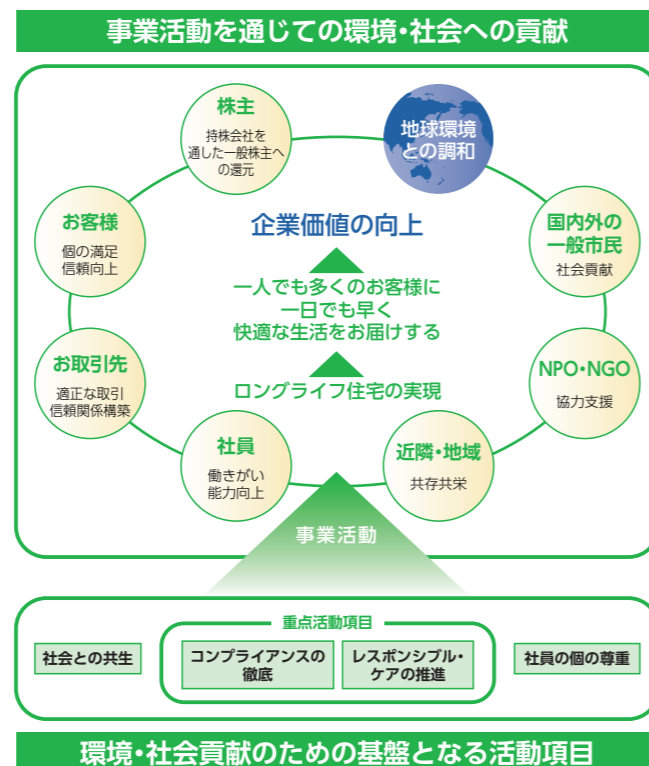 事業活動を通じての環境・社会への貢献
株主
持株会社を
通した一般株主へ
の還元
地球環境
との調和
お客様
個の満足
信頼向上
企業価値の向上
国内外の
一般市民
社会貢献
一人でも多くのお客様に
一日でも早く
快適な生活をお届けする
お取引先
適正な取引
信頼関係構築
ロングライフ住宅の実現
NPO・NGO
協力支援
社員
働きがい
能力向上
近隣・地域
共存共栄
事業活動
重点活動項目
社会との共生
コンプライアンスの
徹底
レスポンシブル・
ケアの推進
社員の個の尊重
環境・社会貢献のための基盤となる活動項目